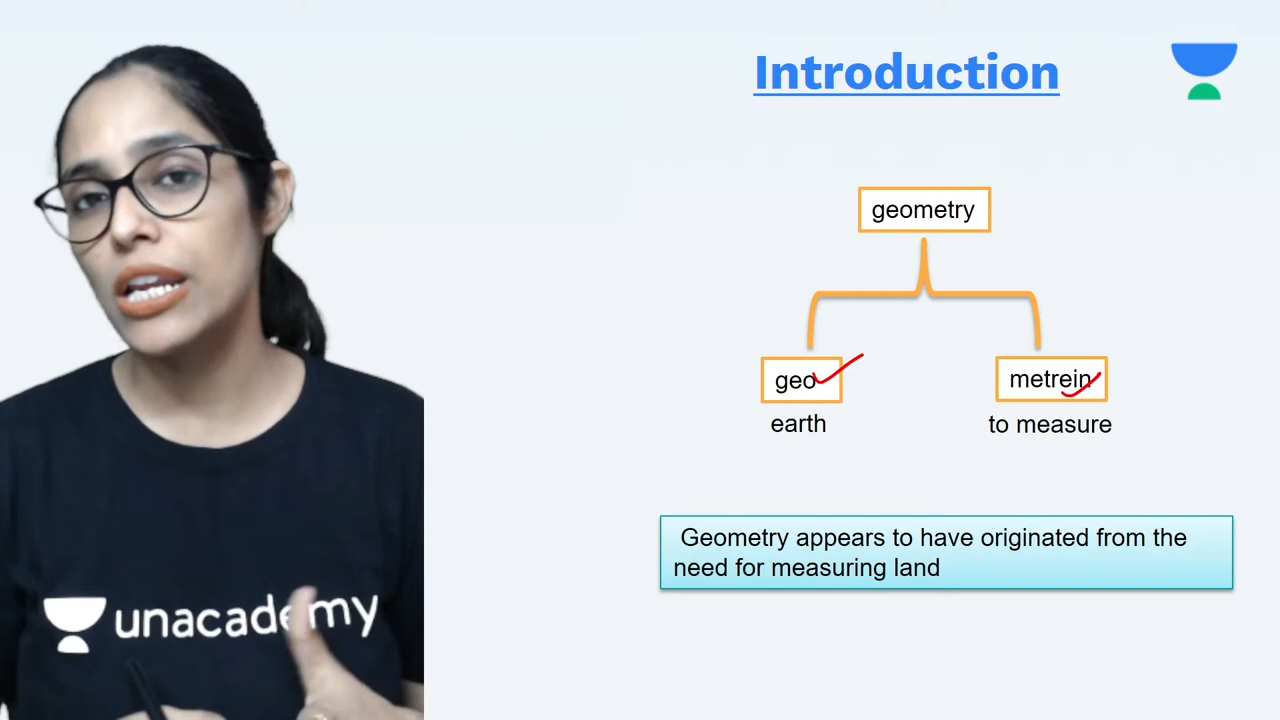 Introduction
geometry
geo
metrein
earth
to measure
Geometry appears to have originated from the
need for measuring land
unacademy